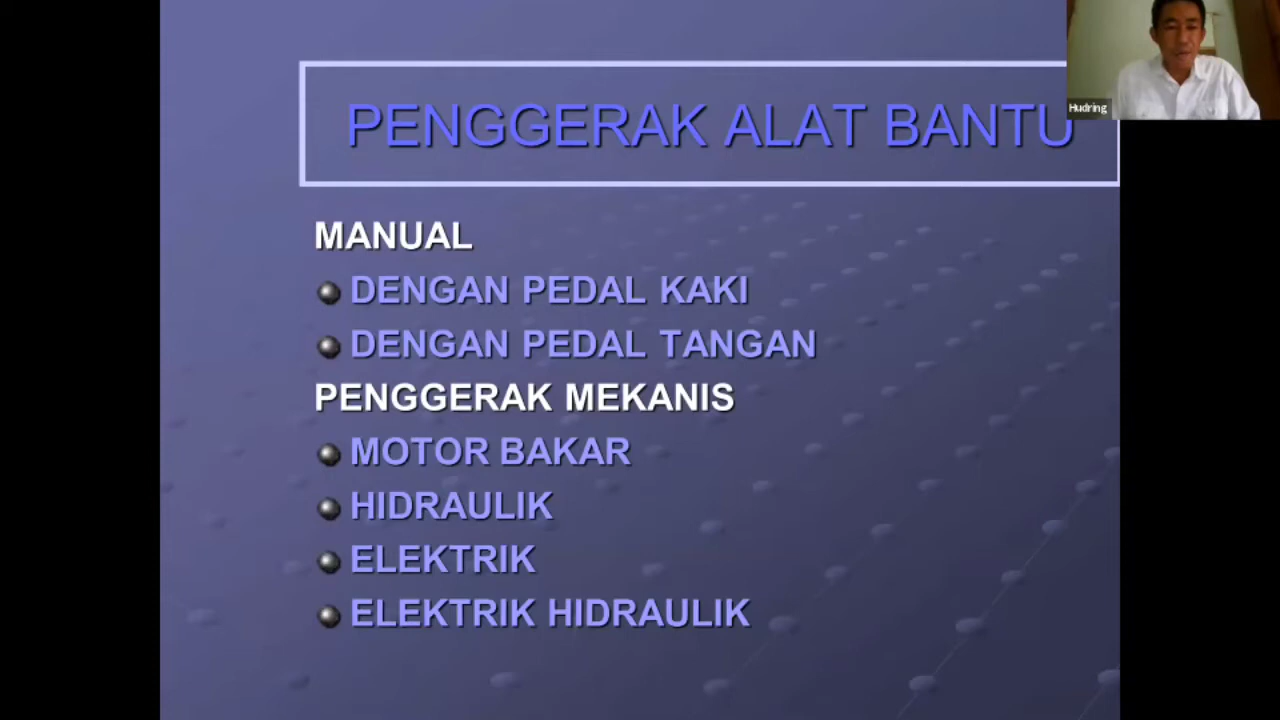 PENGGERAK ALAT BANTU
Hudring
MANUAL
DENGAN PEDAL KAKI
DENGAN PEDAL TANGAN
PENGGERAK MEKANIS
MOTOR BAKAR
HIDRAULIK
ELEKTRIK
ELEKTRIK HIDRAULIK